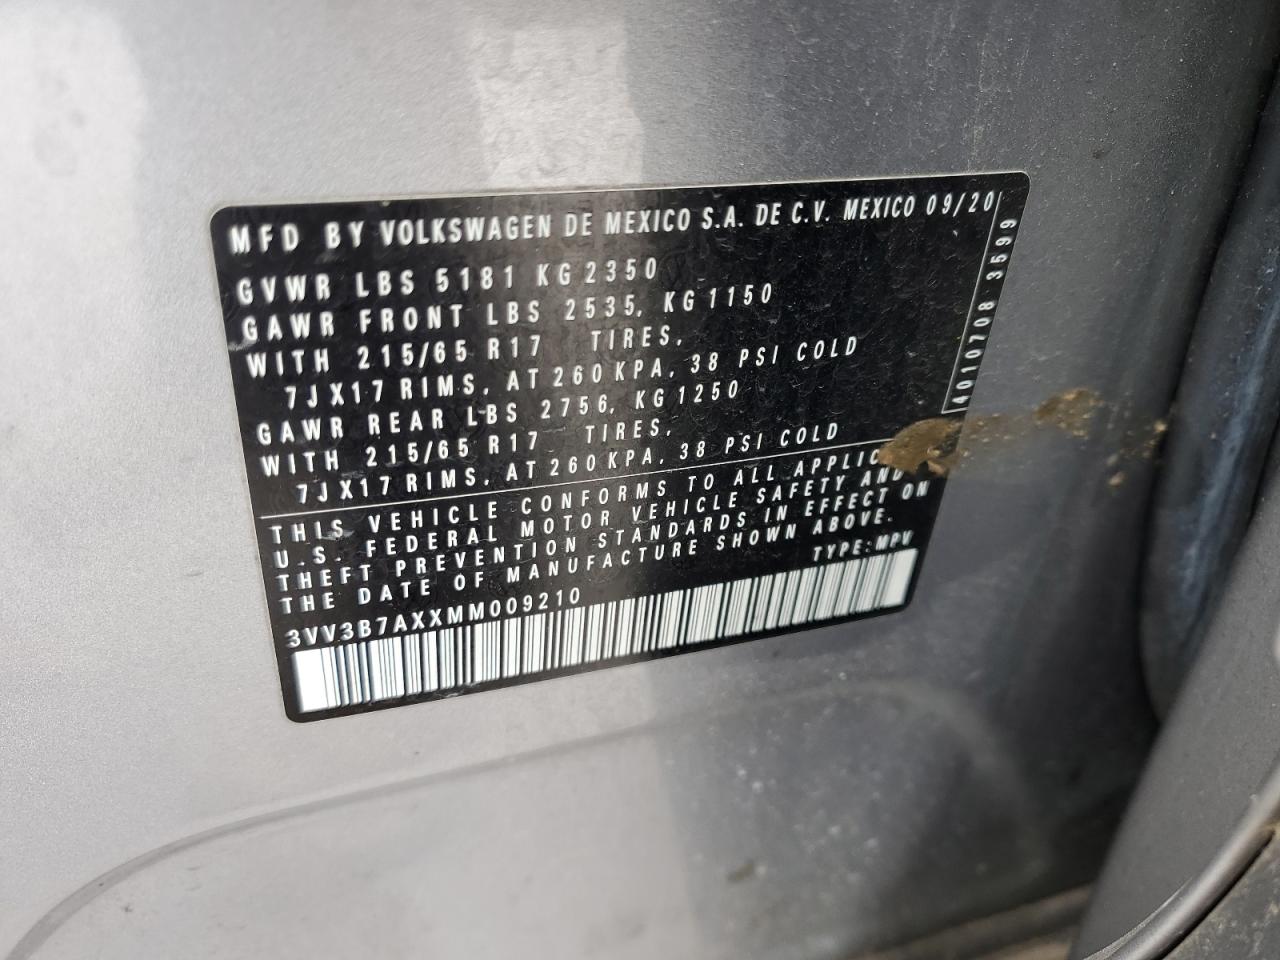 MFD BY VOLKSWAGEN DE MEXICO S.A. DE C.V. MEXICO 09/20
GVWR LBS 5181 KG 2350
GAWR FRONT LBS 2535, KG 1150
WITH 215/65 R17 TIRES,
7JX17 RIMS, AT 260 KPA, 38 PSI COLD
GAWR REAR LBS 2756, KG 1250
WITH 215/65 R17 TIRES,
7JX17 RIMS, AT 260 KPA, 38 PSI COLD
4010708 3599
THIS VEHICLE CONFORMS TO ALL APPLIC
U.S. FEDERAL MOTOR VEHICLE SAFETY AND
THEFT PREVENTION STANDARDS IN EFFECT ON
THE DATE OF MANUFACTURE SHOWN ABOVE.
TYPE: MPV
3VV3B7AXXMM009210